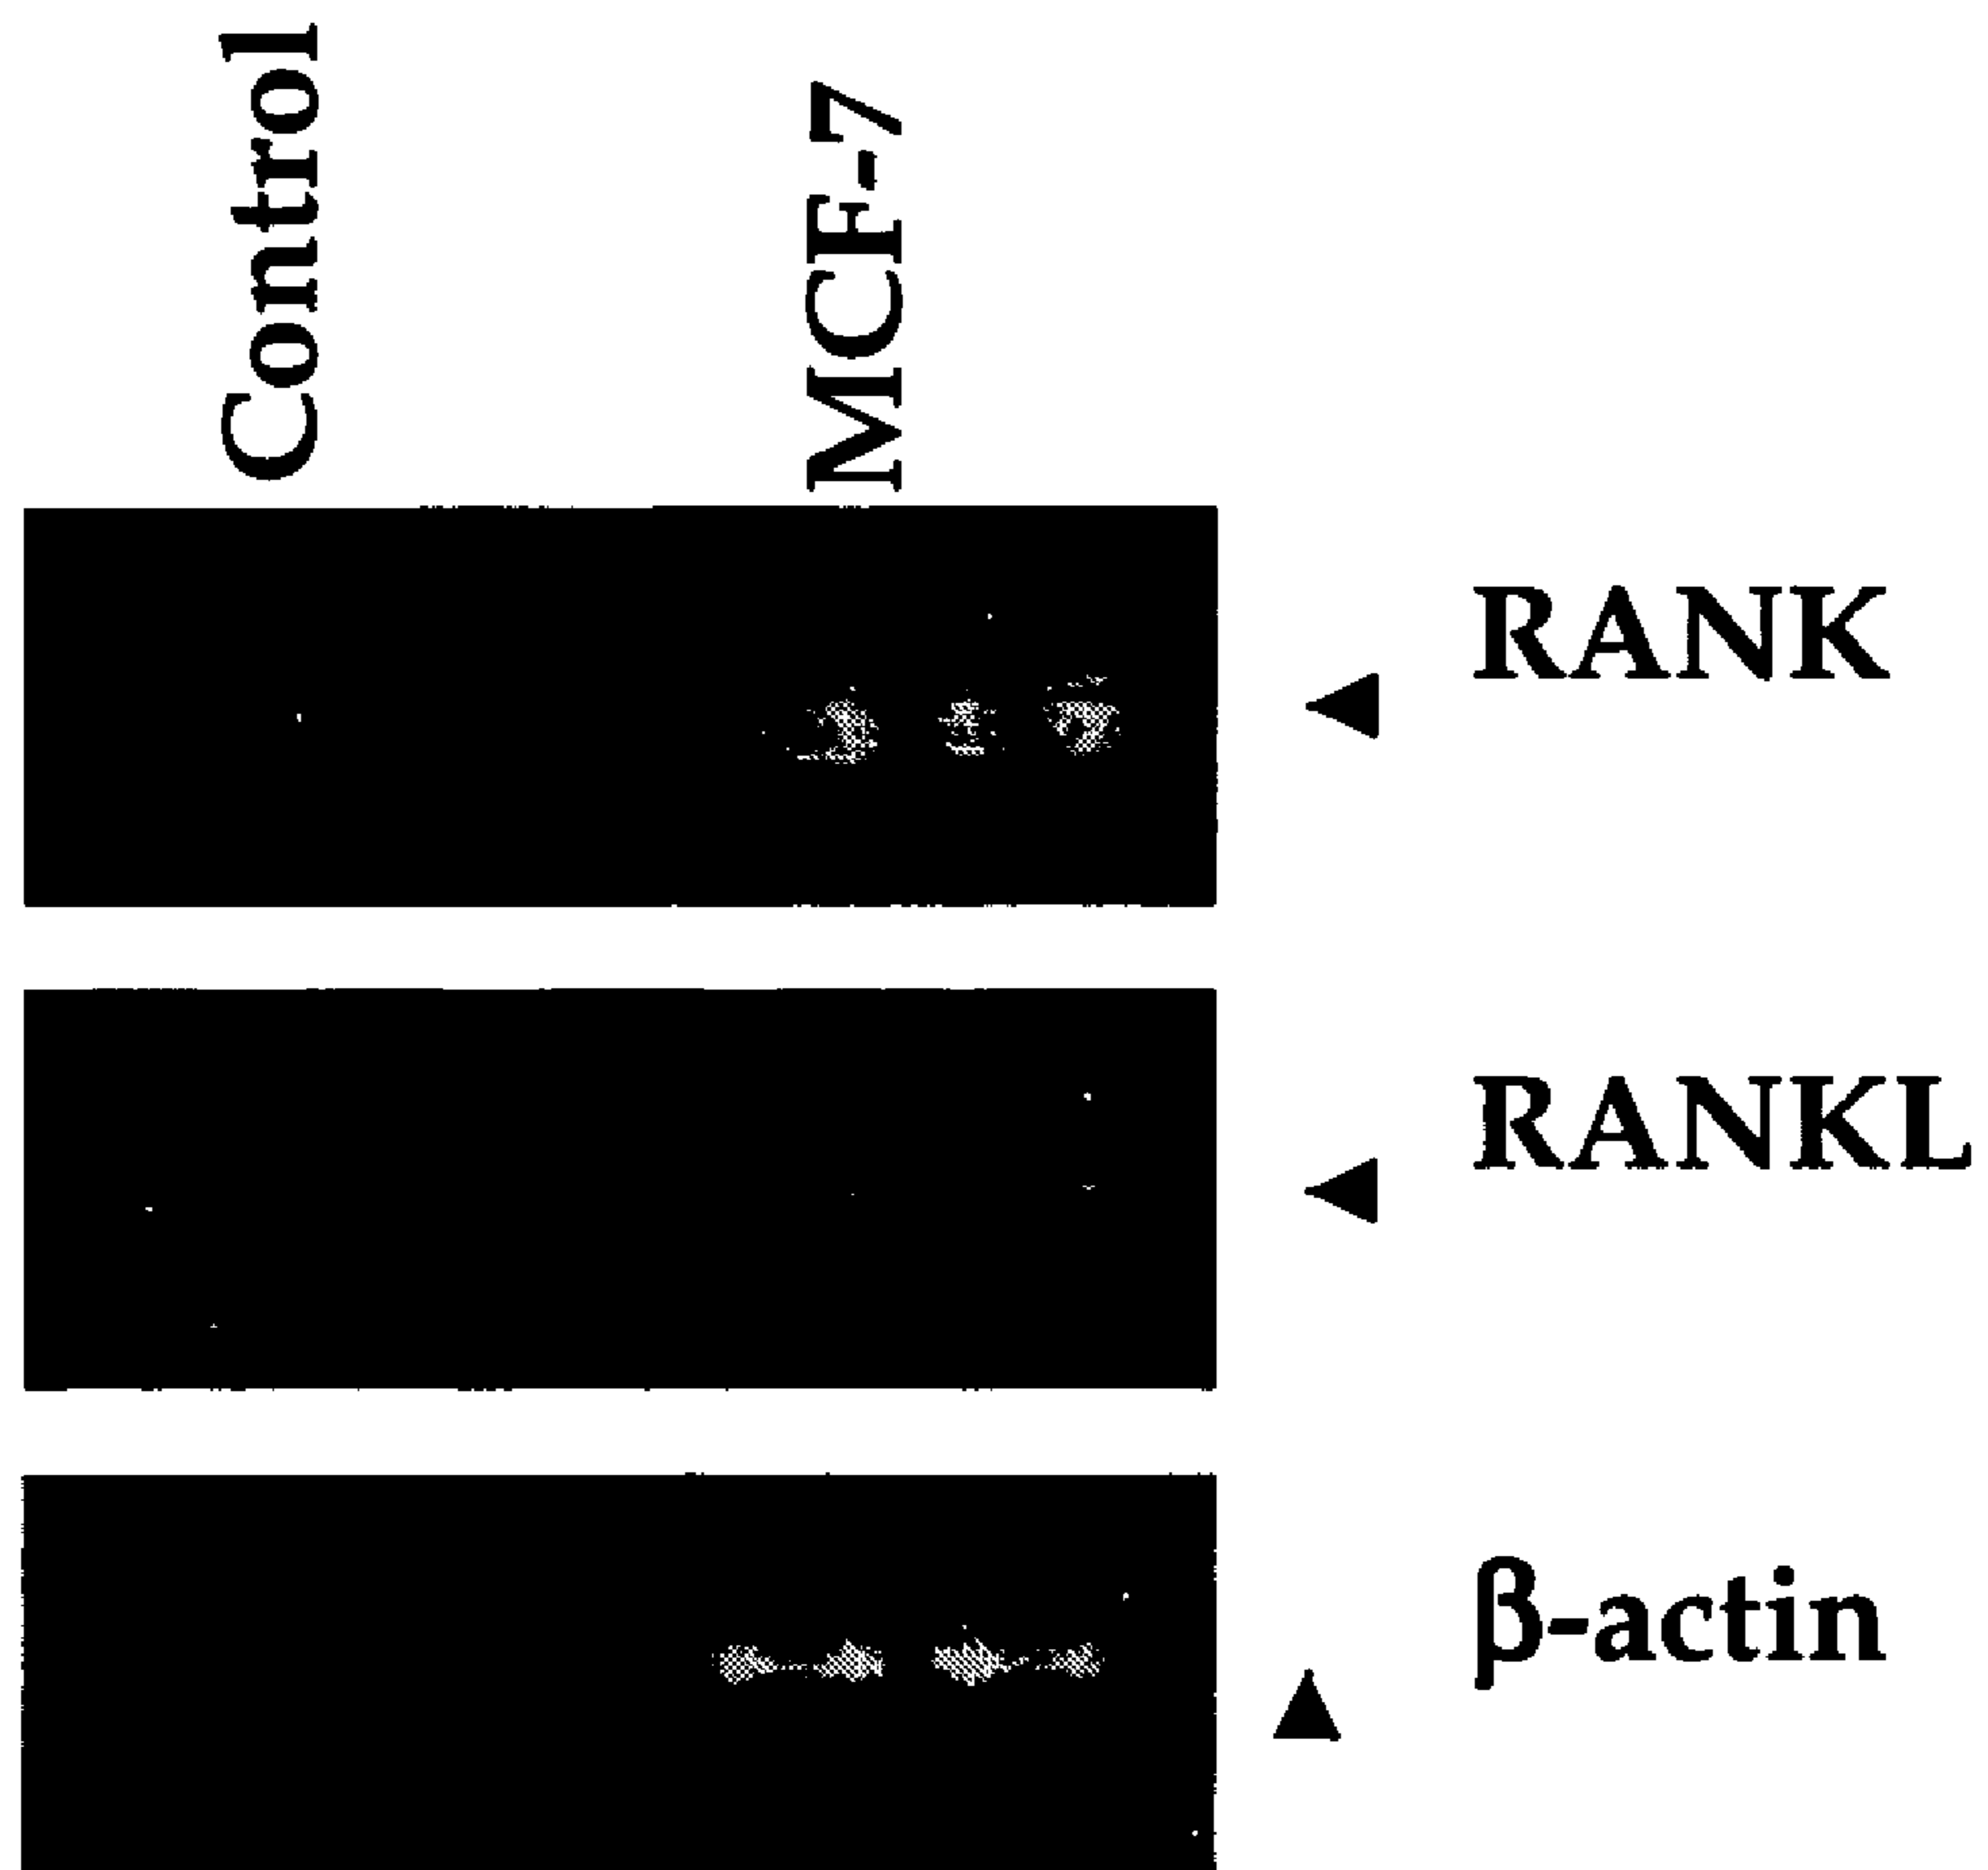 Control
MCF-7
RANK
RANKL
β-actin